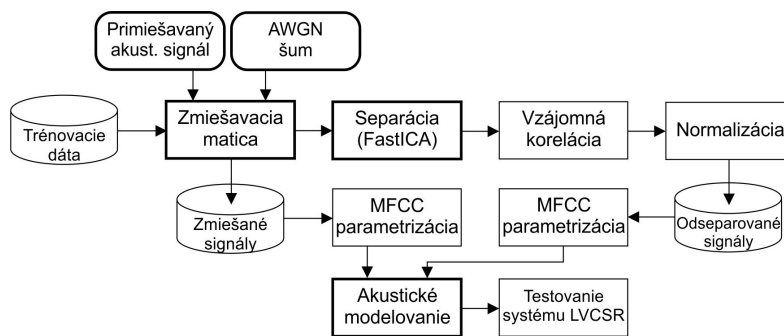 Primiešavaný
akust. signál
AWGN
šum
Trénovacie
dáta
Zmiešavacia
matica
Separácia
(FastICA)
Vzájomná
korelácia
Normalizácia
Zmiešané
signály
MFCC
parametrizácia
MFCC
parametrizácia
Odseparované
signály
Akustické
modelovanie
Testovanie
systému LVCSR